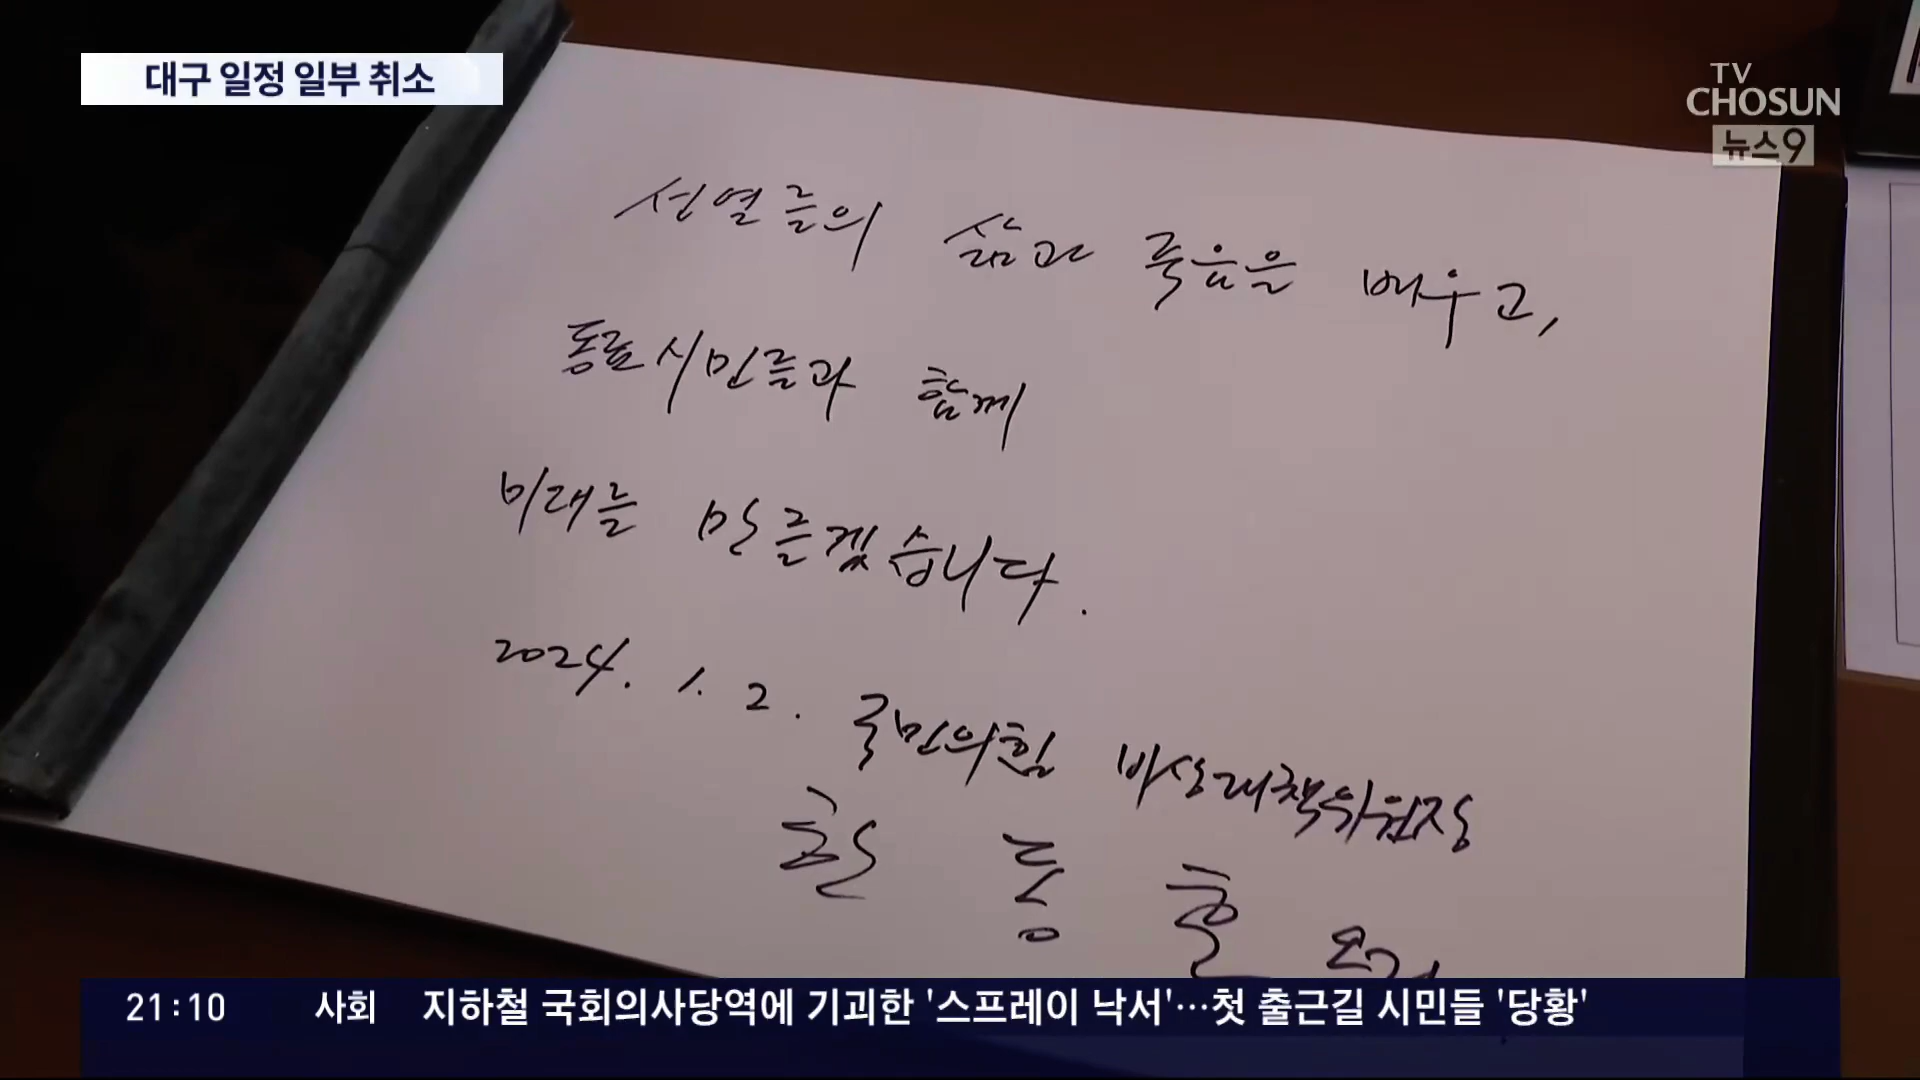 대구 일정 일부 취소
TV
CHOSUN
뉴스9
선열들의 삶과 죽음을 배우고,
동료시민들과 함께
미래를 만들겠습니다.
2024. 1. 2. 국민의힘 비상대책위원장
한동훈
21:10 사회 지하철 국회의사당역에 기괴한 '스프레이 낙서'…첫 출근길 시민들 '당황'